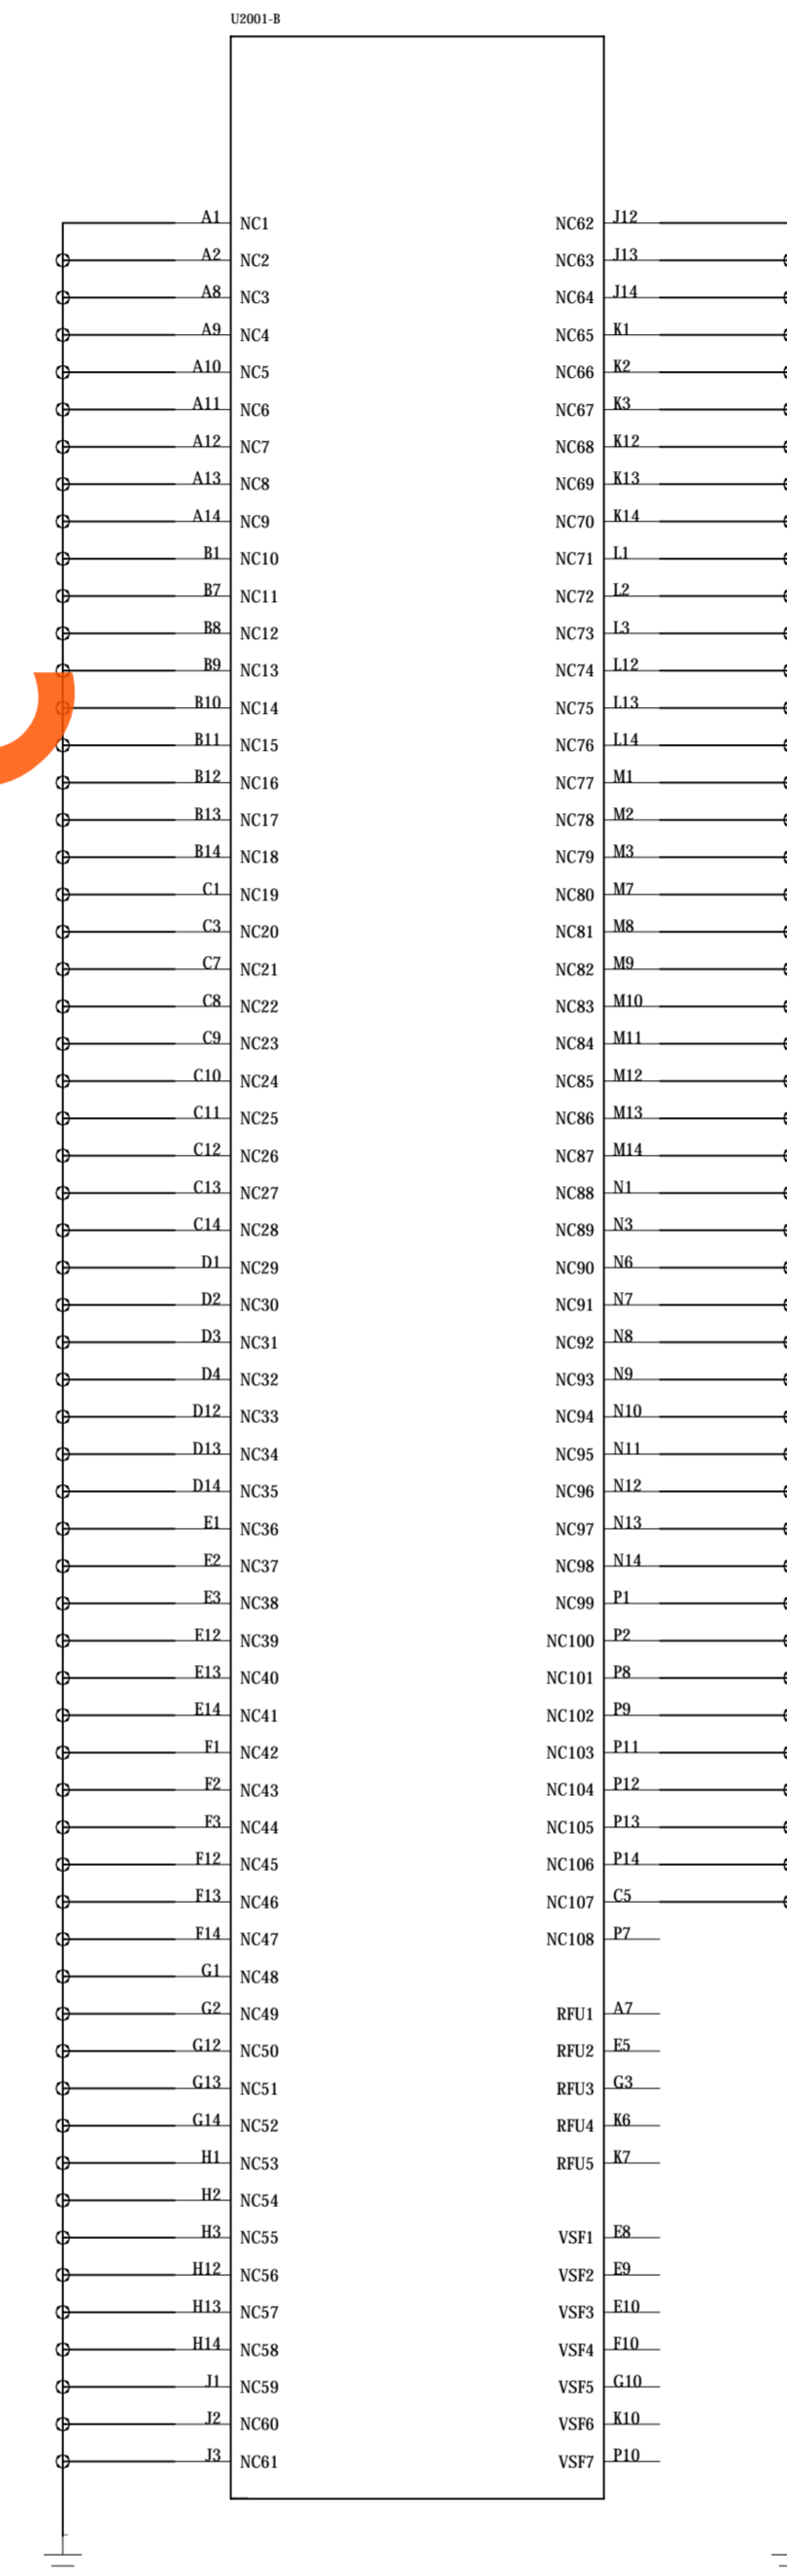 U2001-B
A1 NC1 NC62 J12
A2 NC2 NC63 J13
A8 NC3 NC64 J14
A9 NC4 NC65 K1
A10 NC5 NC66 K2
A11 NC6 NC67 K3
A12 NC7 NC68 K12
A13 NC8 NC69 K13
A14 NC9 NC70 K14
B1 NC10 NC71 L1
B7 NC11 NC72 L2
B8 NC12 NC73 L3
B9 NC13 NC74 L12
B10 NC14 NC75 L13
B11 NC15 NC76 L14
B12 NC16 NC77 M1
B13 NC17 NC78 M2
B14 NC18 NC79 M3
C1 NC19 NC80 M7
C3 NC20 NC81 M8
C7 NC21 NC82 M9
C8 NC22 NC83 M10
C9 NC23 NC84 M11
C10 NC24 NC85 M12
C11 NC25 NC86 M13
C12 NC26 NC87 M14
C13 NC27 NC88 N1
C14 NC28 NC89 N3
D1 NC29 NC90 N6
D2 NC30 NC91 N7
D3 NC31 NC92 N8
D4 NC32 NC93 N9
D12 NC33 NC94 N10
D13 NC34 NC95 N11
D14 NC35 NC96 N12
E1 NC36 NC97 N13
E2 NC37 NC98 N14
E3 NC38 NC99 P1
E12 NC39 NC100 P2
E13 NC40 NC101 P8
E14 NC41 NC102 P9
F1 NC42 NC103 P11
F2 NC43 NC104 P12
F3 NC44 NC105 P13
F12 NC45 NC106 P14
F13 NC46 NC107 C5
F14 NC47 NC108 P7
G1 NC48
G2 NC49 RFU1 A7
G12 NC50 RFU2 E5
G13 NC51 RFU3 G3
G14 NC52 RFU4 K6
H1 NC53 RFU5 K7
H2 NC54
H3 NC55 VSF1 E8
H12 NC56 VSF2 E9
H13 NC57 VSF3 E10
H14 NC58 VSF4 F10
J1 NC59 VSF5 G10
J2 NC60 VSF6 K10
J3 NC61 VSF7 P10